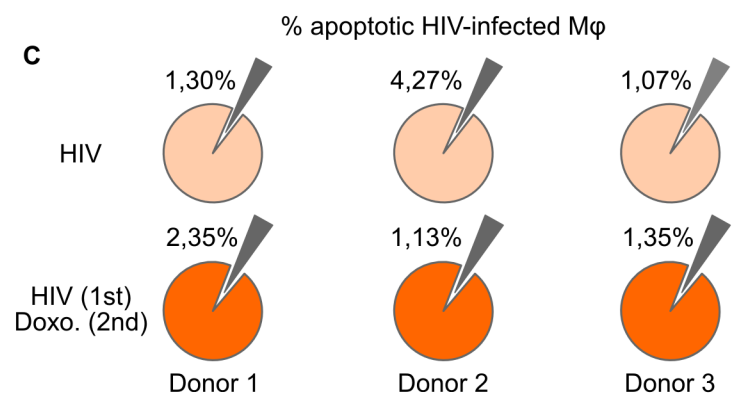 % apoptotic HIV-infected Mφ
C
1,30%
4,27%
1,07%
HIV
2,35%
1,13%
1,35%
HIV (1st)
Doxo. (2nd)
Donor 1
Donor 2
Donor 3